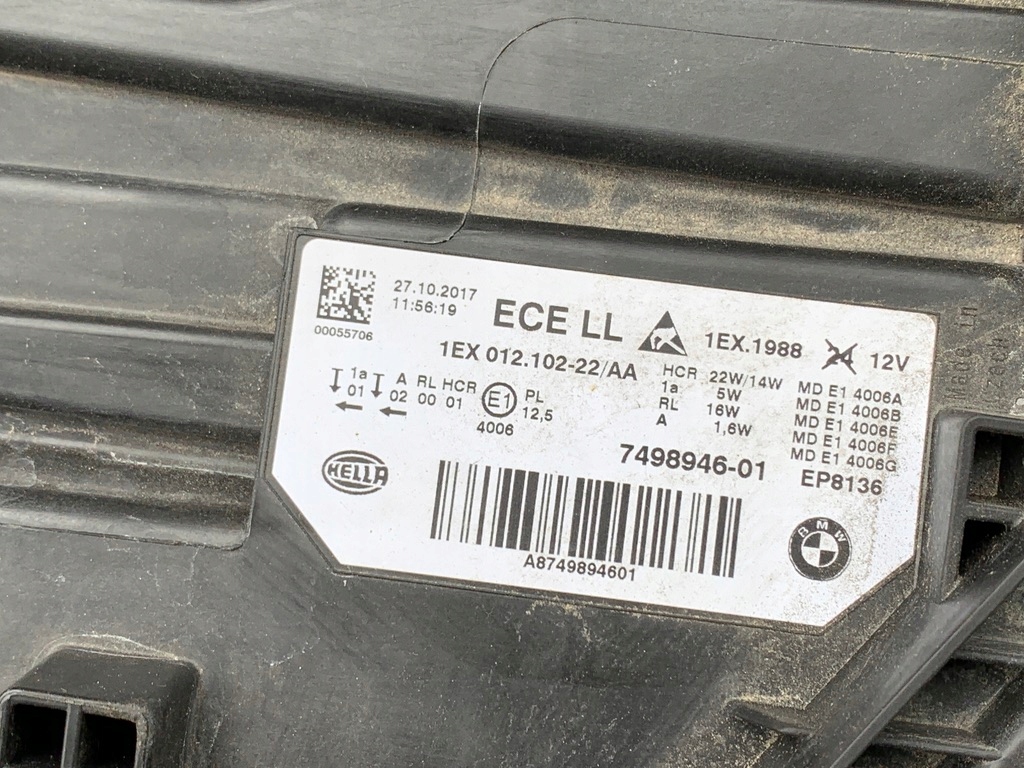 27.10.2017
11:56:19
00055706
ECE LL
1EX.1988
24 12V
1EX 012.102-22/AA
HCR 22W/14W
1a 5W
RL 16W
A 1,6W
MD E1 4006A
MD E1 4006B
MD E1 4006E
MD E1 4006F
MD E1 4006G
1a A RL HCR E1 PL
01 02 00 01 12,5
4006
7498946-01
EP8136
HELLA
BMW
A8749894601